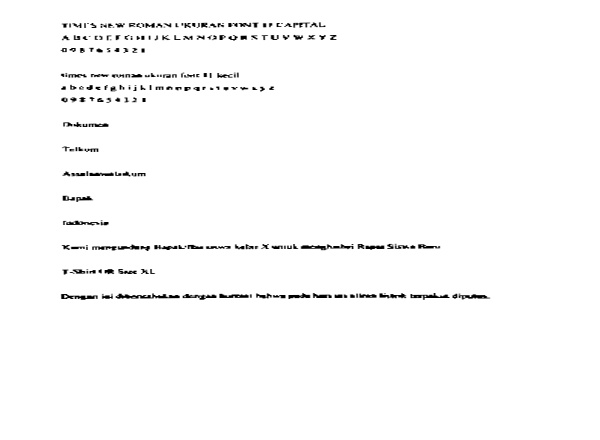 TIMES NEW ROMAN UKURAN FONT 11 CAPITAL
A B C D E F G H I J K L M N O P Q R S T U V W X Y Z
0 9 8 7 6 5 4 3 2 1
times new roman ukuran font 11 kecil
a b c d e f g h i j k l m n o p q r s t u v w x y z
0 9 8 7 6 5 4 3 2 1
Dokumen
Telkom
Assalamualaikum
Bapak
Indonesia
Kami mengundang Bapak/Ibu siswa kelas X untuk menghadiri Rapat Siswa Baru
T-Shirt Size XL
Dengan ini diberitahukan dengan hormat bahwa pada hari ini aliran listrik terpaksa diputus.